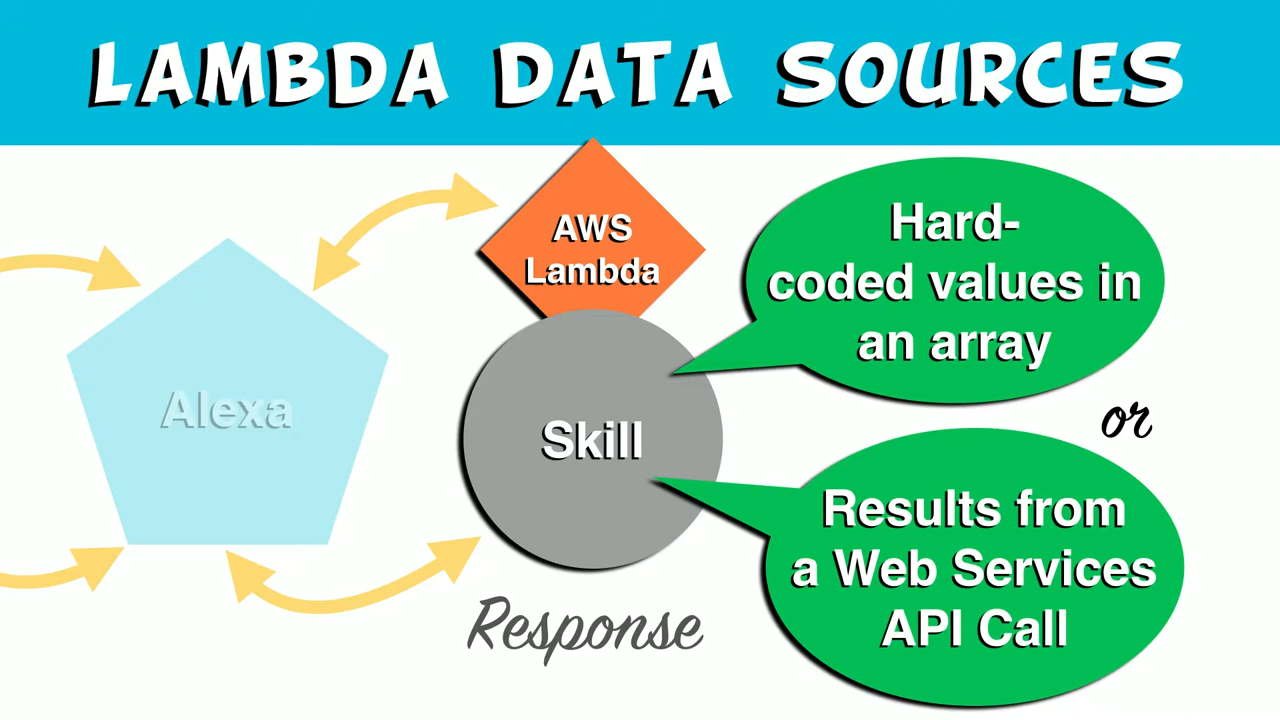 LAMBDA DATA SOURCES
AWS
Lambda
Hard-
coded values in
an array
Alexa
or
Skill
Results from
a Web Services
API Call
Response